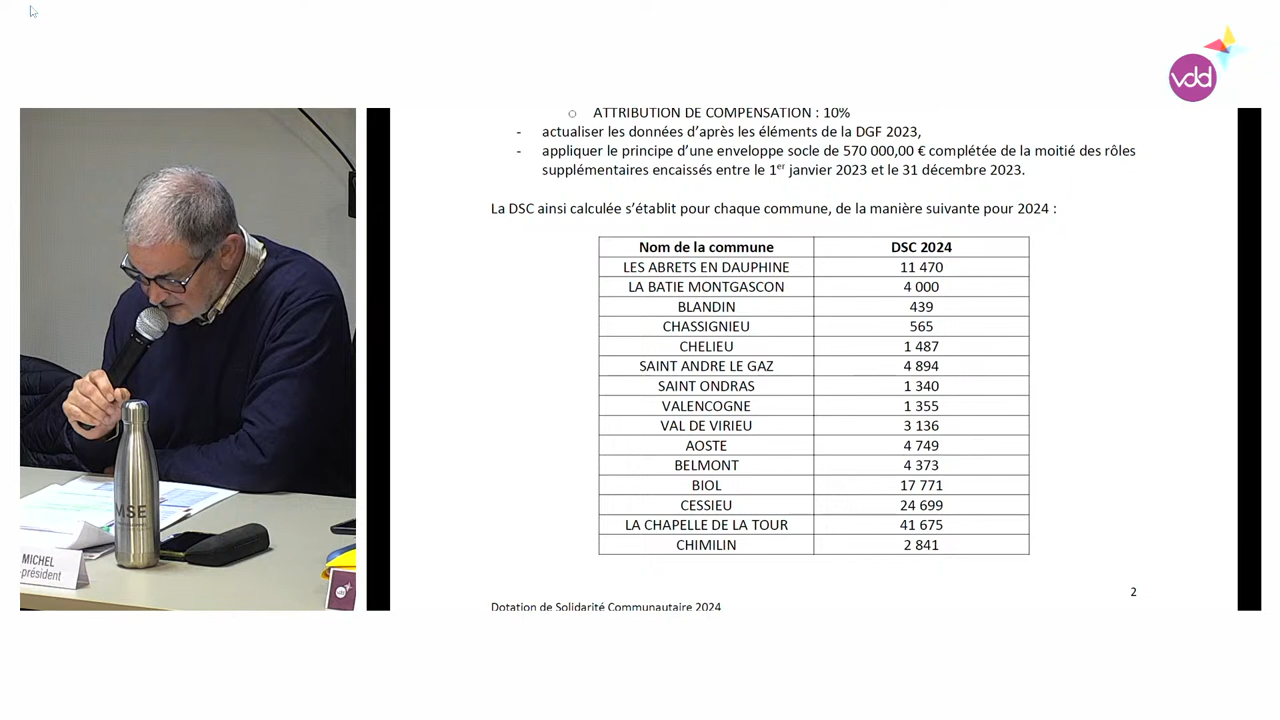 vdd
ATTRIBUTION DE COMPENSATION : 10%
- actualiser les données d'après les éléments de la DGF 2023,
- appliquer le principe d'une enveloppe socle de 570 000,00 € complétée de la moitié des rôles
supplémentaires encaissés entre le 1er janvier 2023 et le 31 décembre 2023.
La DSC ainsi calculée s'établit pour chaque commune, de la manière suivante pour 2024 :
Nom de la commune DSC 2024
LES ABRETS EN DAUPHINE 11 470
LA BATIE MONTGASCON 4 000
BLANDIN 439
CHASSIGNIEU 565
CHELIEU 1 487
SAINT ANDRE LE GAZ 4 894
SAINT ONDRAS 1 340
VALENCOGNE 1 355
VAL DE VIRIEU 3 136
AOSTE 4 749
BELMONT 4 373
BIOL 17 771
CESSIEU 24 699
LA CHAPELLE DE LA TOUR 41 675
CHIMILIN 2 841
2
Dotation de Solidarité Communautaire 2024
MSE
MICHEL
-président
vdd